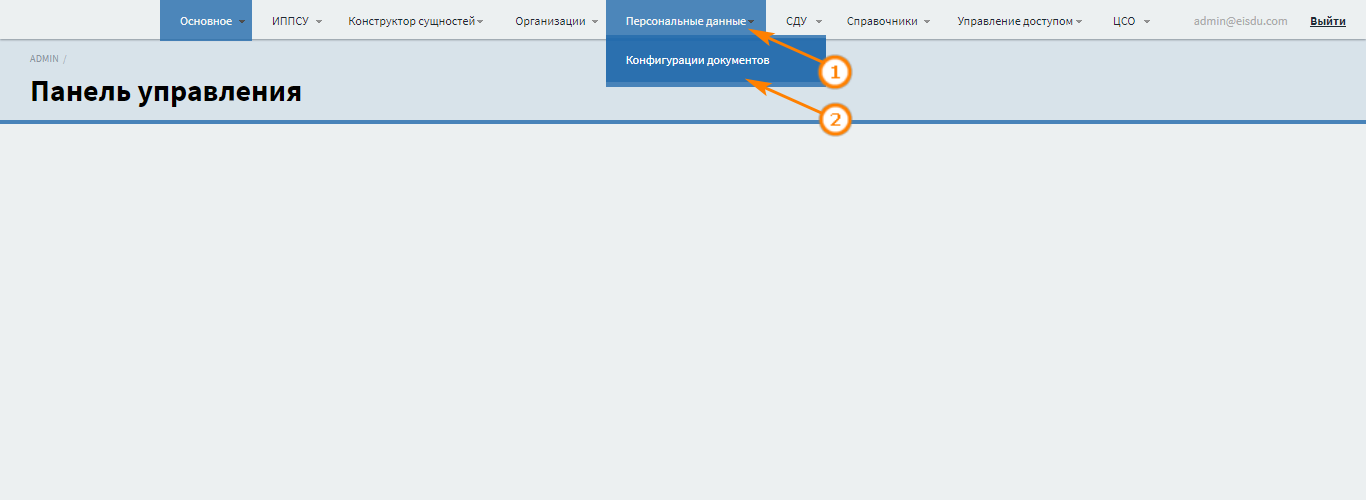 Основное ИППСУ Конструктор сущностей Организации Персональные данные СДУ Справочники Управление доступом ЦСО admin@eisdu.com Выйти
Конфигурации документов
1
ADMIN /
Панель управления
2